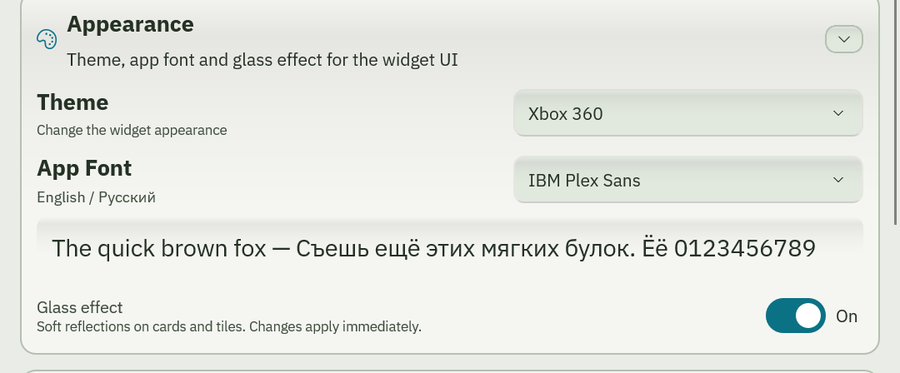 Appearance
Theme, app font and glass effect for the widget UI
Theme
Change the widget appearance
Xbox 360
App Font
English / Русский
IBM Plex Sans
The quick brown fox — Съешь ещё этих мягких булок. Ёё 0123456789
Glass effect
Soft reflections on cards and tiles. Changes apply immediately.
On